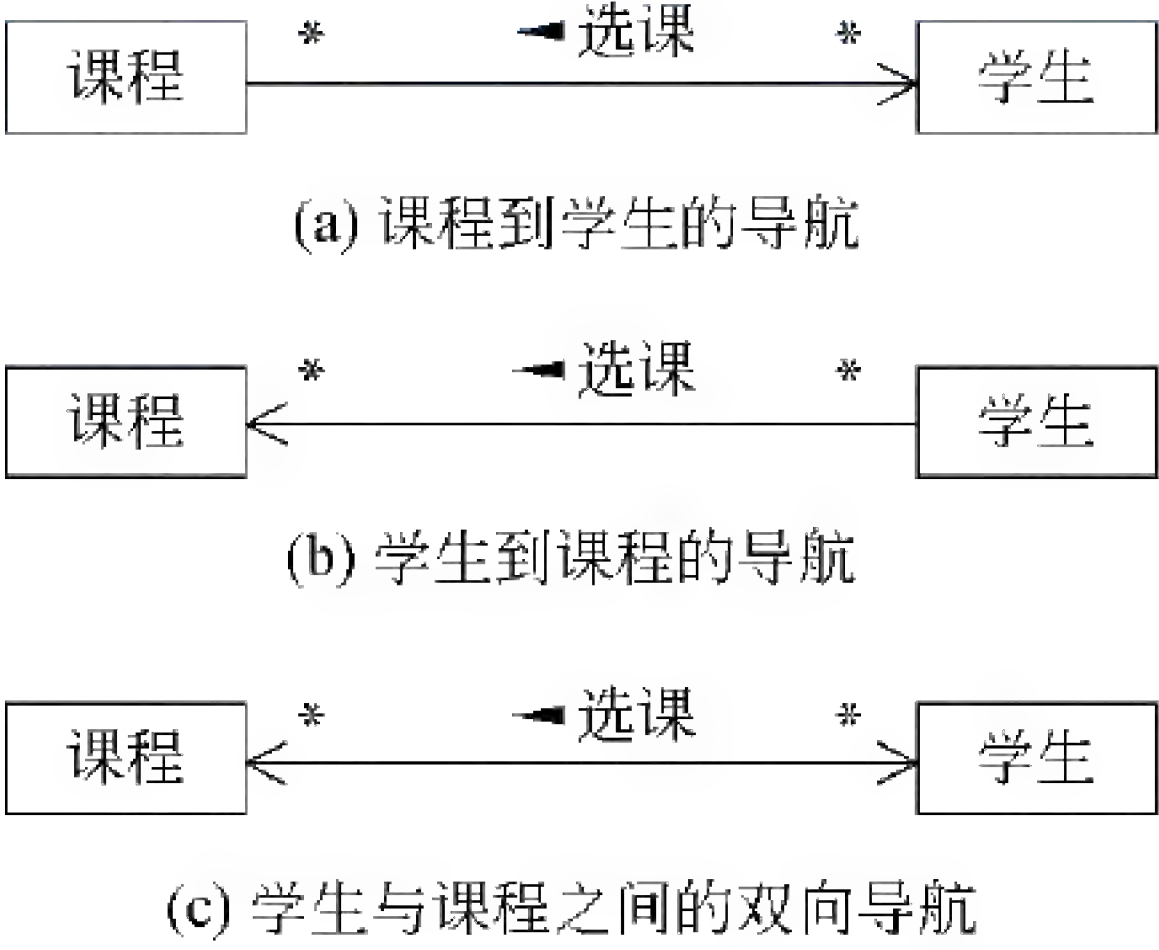 * ◄选课 *
课程 学生
(a) 课程到学生的导航
* ◄选课 *
课程 学生
(b) 学生到课程的导航
* ◄选课 *
课程 学生
(c) 学生与课程之间的双向导航